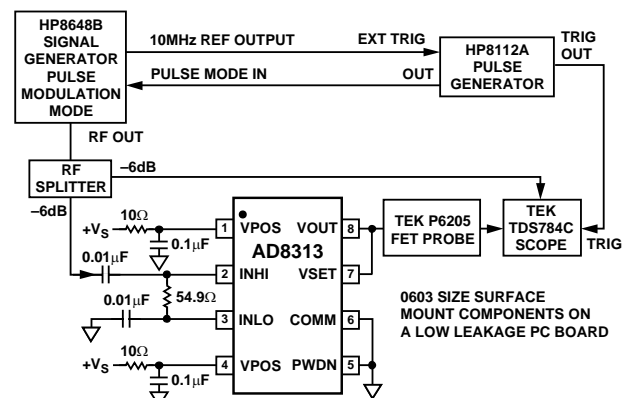 HP8648B
SIGNAL
GENERATOR
PULSE
MODULATION
MODE
10MHz REF OUTPUT
EXT TRIG
PULSE MODE IN
OUT
HP8112A
PULSE
GENERATOR
TRIG
OUT
RF OUT
RF
SPLITTER
–6dB
–6dB
+VS
10Ω
0.1μF
0.01μF
54.9Ω
0.01μF
+VS
10Ω
0.1μF
1 VPOS
2 INHI
3 INLO
4 VPOS
AD8313
VOUT 8
VSET 7
COMM 6
PWDN 5
TEK P6205
FET PROBE
TEK
TDS784C
SCOPE
TRIG
0603 SIZE SURFACE
MOUNT COMPONENTS ON
A LOW LEAKAGE PC BOARD